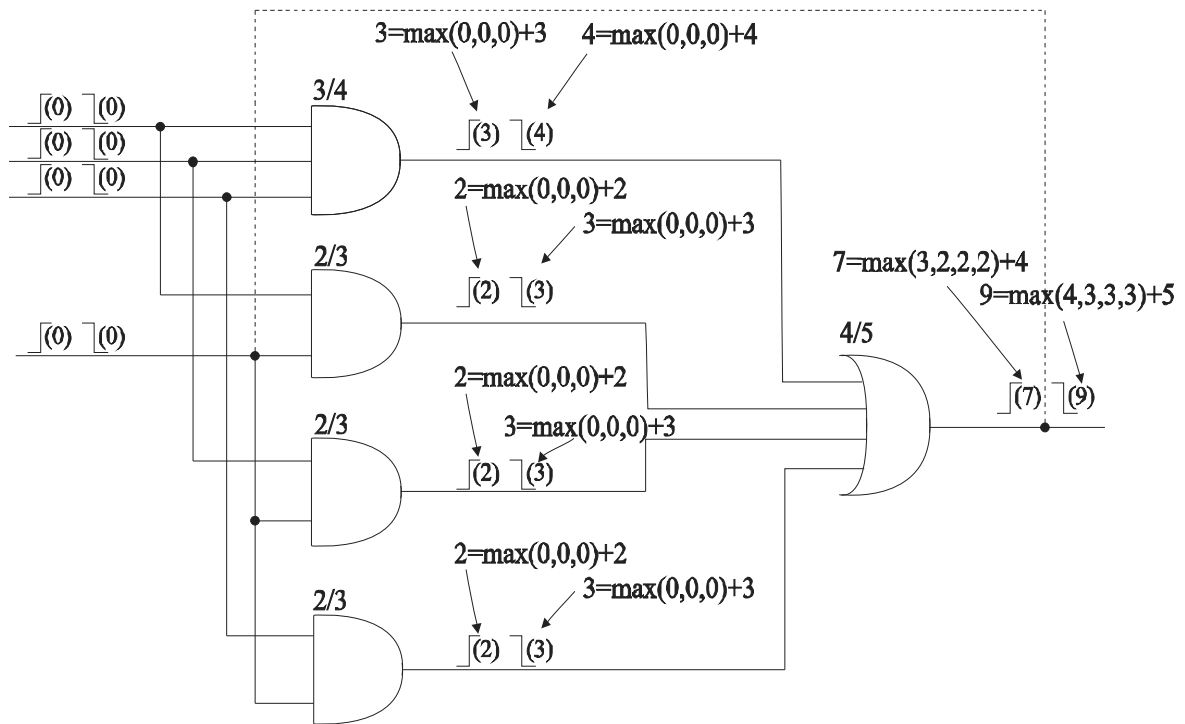 3=max(0,0,0)+3 4=max(0,0,0)+4
3/4
(0) (0)
(0) (0)
(0) (0)
(3) (4)
2=max(0,0,0)+2
3=max(0,0,0)+3
2/3
(2) (3)
7=max(3,2,2,2)+4
9=max(4,3,3,3)+5
(0) (0)
4/5
2=max(0,0,0)+2
(7) (9)
2/3
3=max(0,0,0)+3
(2) (3)
2=max(0,0,0)+2
3=max(0,0,0)+3
2/3
(2) (3)